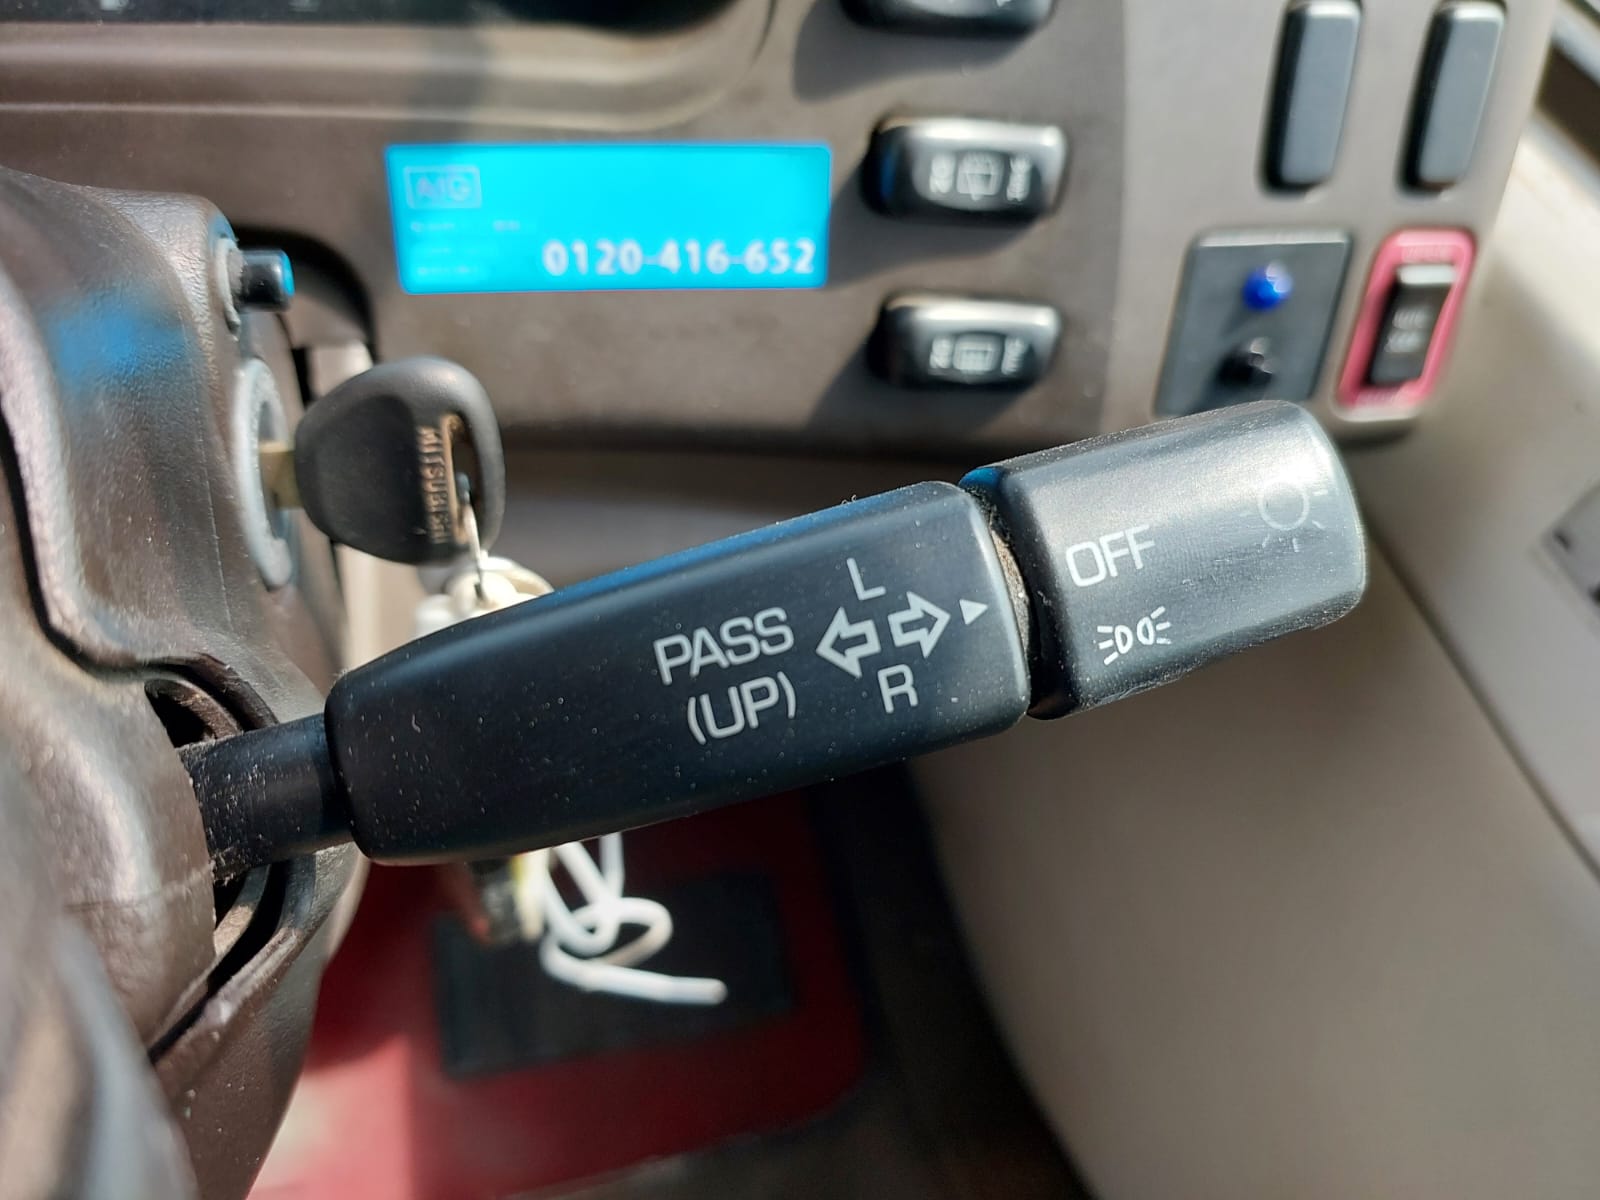 AIG
0120-416-652
MITSUBISHI
PASS
(UP)
L
R
OFF